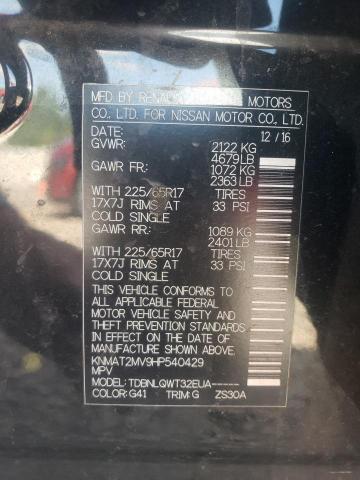 MFD BY RENAULT MOTORS
CO., LTD. FOR NISSAN MOTOR CO., LTD.
DATE: 12 / 16
GVWR: 2122 KG
4679 LB
GAWR FR: 1072 KG
2363 LB
WITH 225/65R17 TIRES
17X7J RIMS AT 33 PSI
COLD SINGLE
GAWR RR: 1089 KG
2401 LB
WITH 225/65R17 TIRES
17X7J RIMS AT 33 PSI
COLD SINGLE
THIS VEHICLE CONFORMS TO
ALL APPLICABLE FEDERAL
MOTOR VEHICLE SAFETY AND
THEFT PREVENTION STANDARDS
IN EFFECT ON THE DATE OF
MANUFACTURE SHOWN ABOVE.
KNMAT2MV9HP540429
MPV
MODEL: TDBNLQWT32EUA------
COLOR: G41 TRIM: G ZS30A